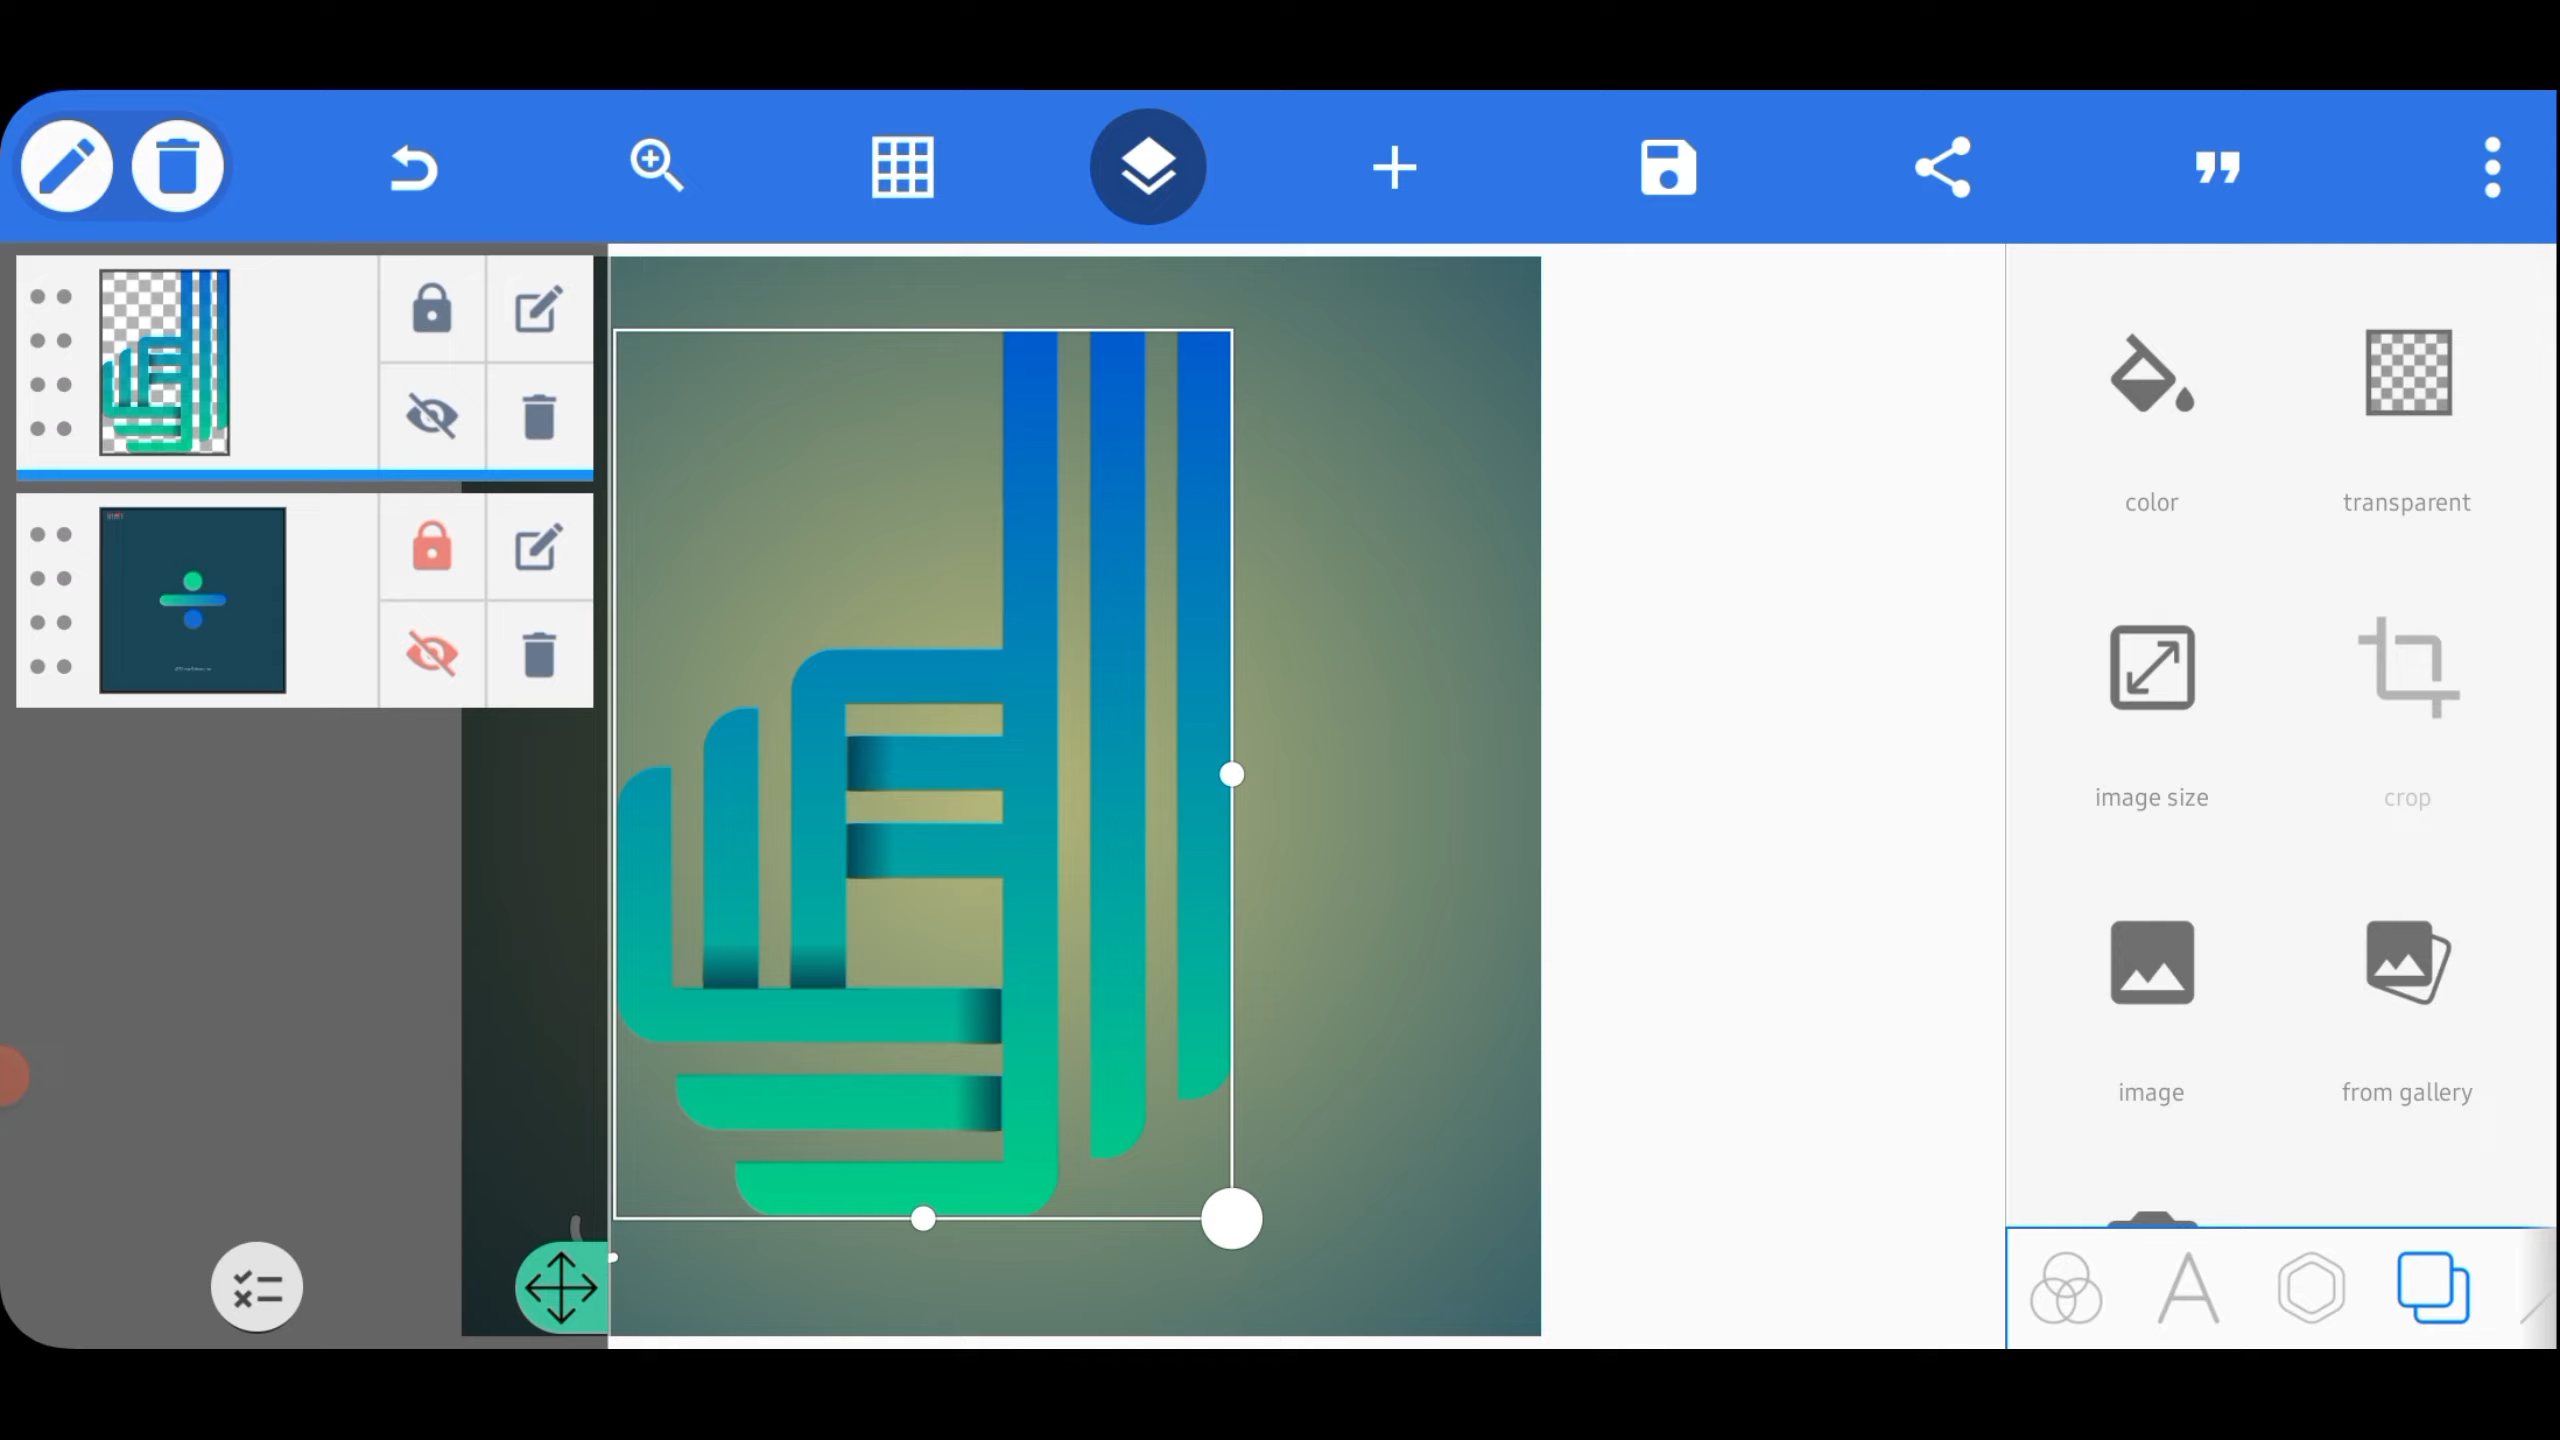 color
transparent
image size
crop
image
from gallery